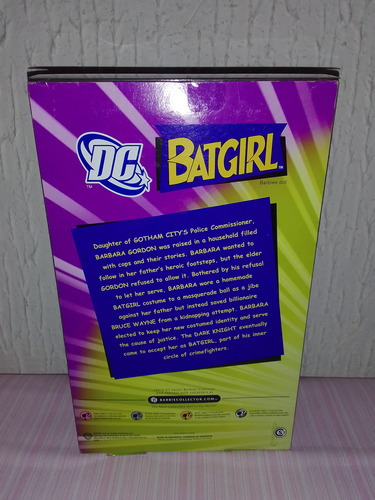 DC
TM
BATGIRL
TM
Barbie® doll
Daughter of GOTHAM CITY'S Police Commissioner,
BARBARA GORDON was raised in a household filled
with cops and their stories. BARBARA wanted to
follow in her father's heroic footsteps, but the elder
GORDON refused to allow it. Bothered by his refusal
to let her serve, BARBARA wore a homemade
BATGIRL costume to a masquerade ball as a jibe
against her father but instead saved billionaire
BRUCE WAYNE from a kidnapping attempt. BARBARA
elected to keep her new costumed identity and serve
the cause of justice. The DARK KNIGHT eventually
came to accept her as BATGIRL, part of his inner
circle of crimefighters.
BARBIECOLLECTOR.COM